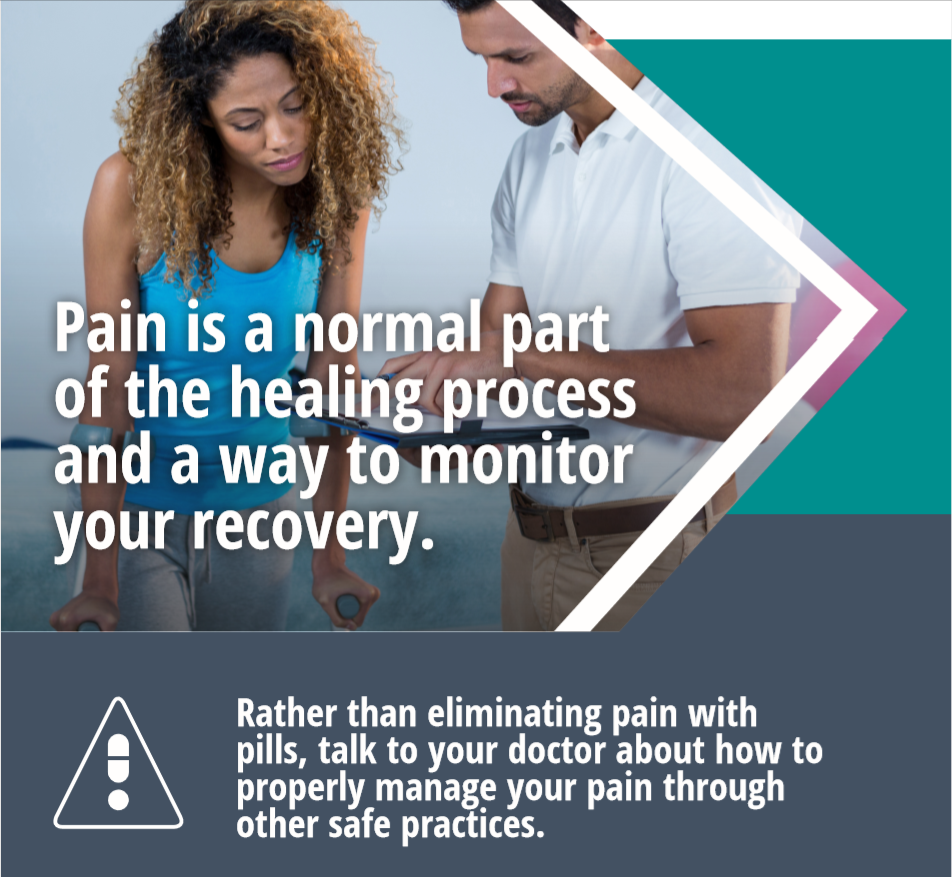 Pain is a normal part
of the healing process
and a way to monitor
your recovery.
Rather than eliminating pain with
pills, talk to your doctor about how to
properly manage your pain through
other safe practices.